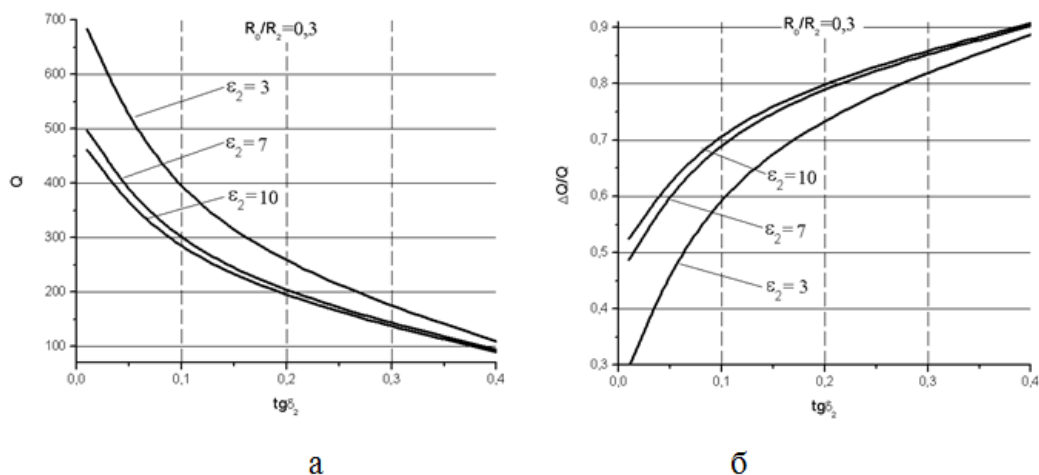 700
600
500
400
300
200
100
Q
R₀/R₂=0,3
ε₂= 3
ε₂= 7
ε₂= 10
0,0 0,1 0,2 0,3 0,4
tgδ₂
а
0,9
0,8
0,7
0,6
0,5
0,4
0,3
ΔQ/Q
R₀/R₂=0,3
ε₂= 10
ε₂= 7
ε₂= 3
0,0 0,1 0,2 0,3 0,4
tgδ₂
б